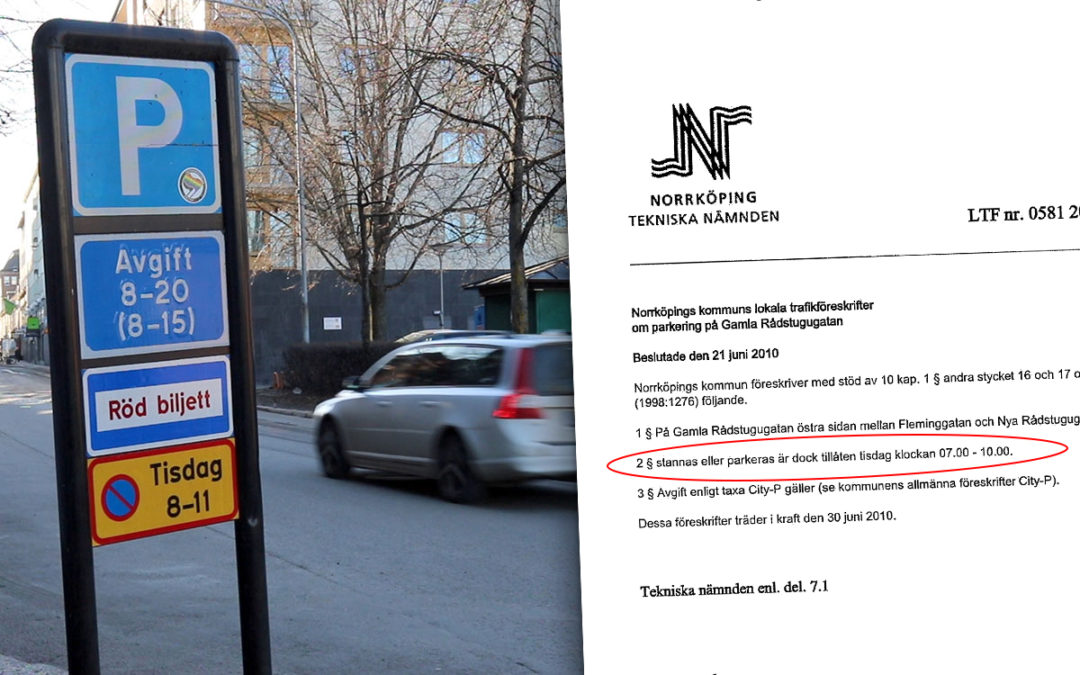 P
Avgift
8-20
(8-15)
Röd biljett
Tisdag
8-11
NORRKÖPING
TEKNISKA NÄMNDEN
LTF nr. 0581
Norrköpings kommuns lokala trafikföreskrifter
om parkering på Gamla Rådstugugatan
Beslutade den 21 juni 2010
Norrköpings kommun föreskriver med stöd av 10 kap. 1 § andra stycket 16 och 17
(1998:1276) följande.
1 § På Gamla Rådstugugatan östra sidan mellan Fleminggatan och Nya
2 § stannas eller parkeras är dock tillåten tisdag klockan 07.00 - 10.00.
3 § Avgift enligt taxa City-P gäller (se kommunens allmänna föreskrifter City-P).
Dessa föreskrifter träder i kraft den 30 juni 2010.
Tekniska nämnden enl. del. 7.1